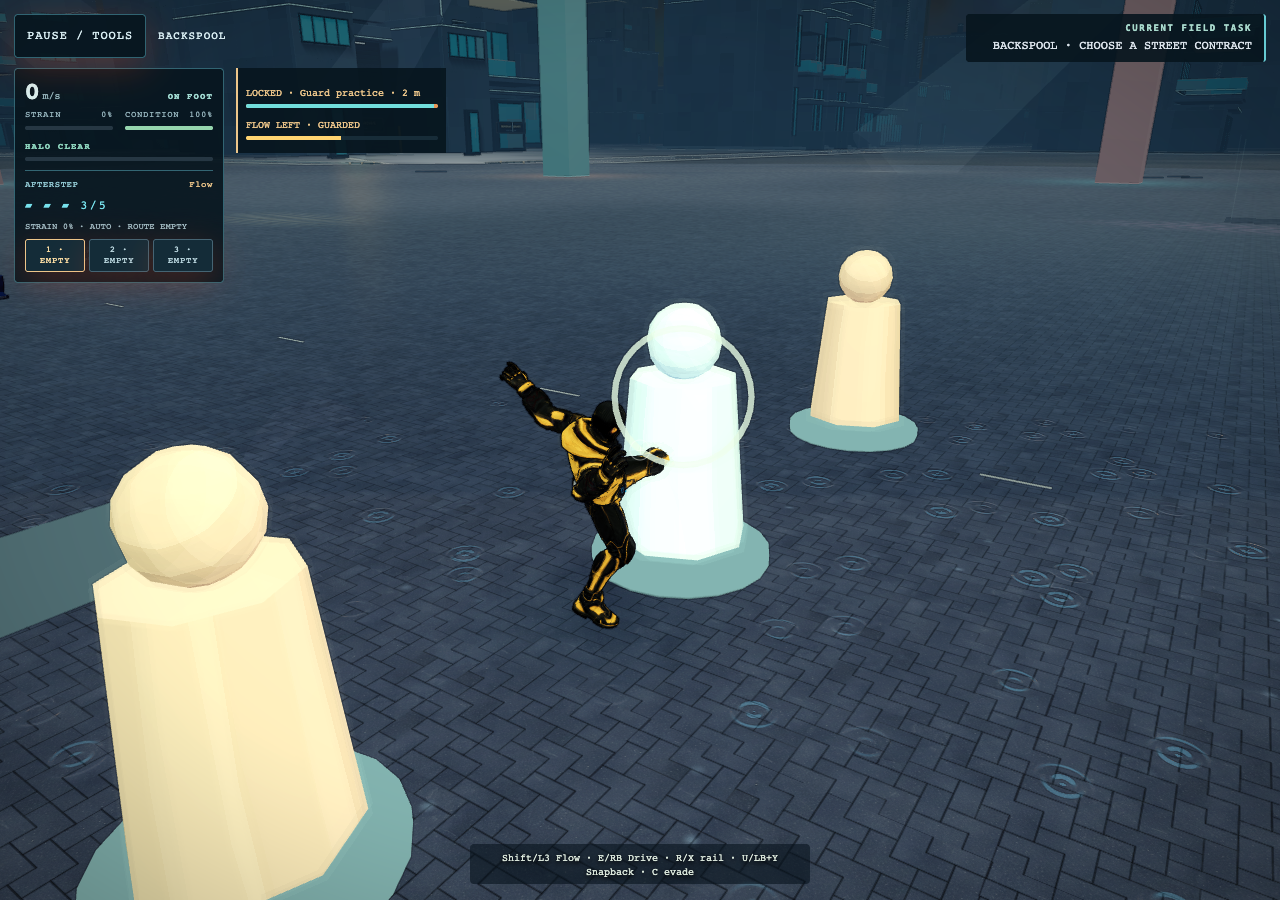 PAUSE / TOOLS
BACKSPOOL
CURRENT FIELD TASK
BACKSPOOL · CHOOSE A STREET CONTRACT
0 m/s
ON FOOT
STRAIN 0%
CONDITION 100%
HALO CLEAR
AFTERSTEP
Flow
3/5
STRAIN 0% · AUTO · ROUTE EMPTY
1 · EMPTY
2 · EMPTY
3 · EMPTY
LOCKED · Guard practice · 2 m
FLOW LEFT · GUARDED
Shift/L3 Flow · E/RB Drive · R/X rail · U/LB+Y
Snapback · C evade